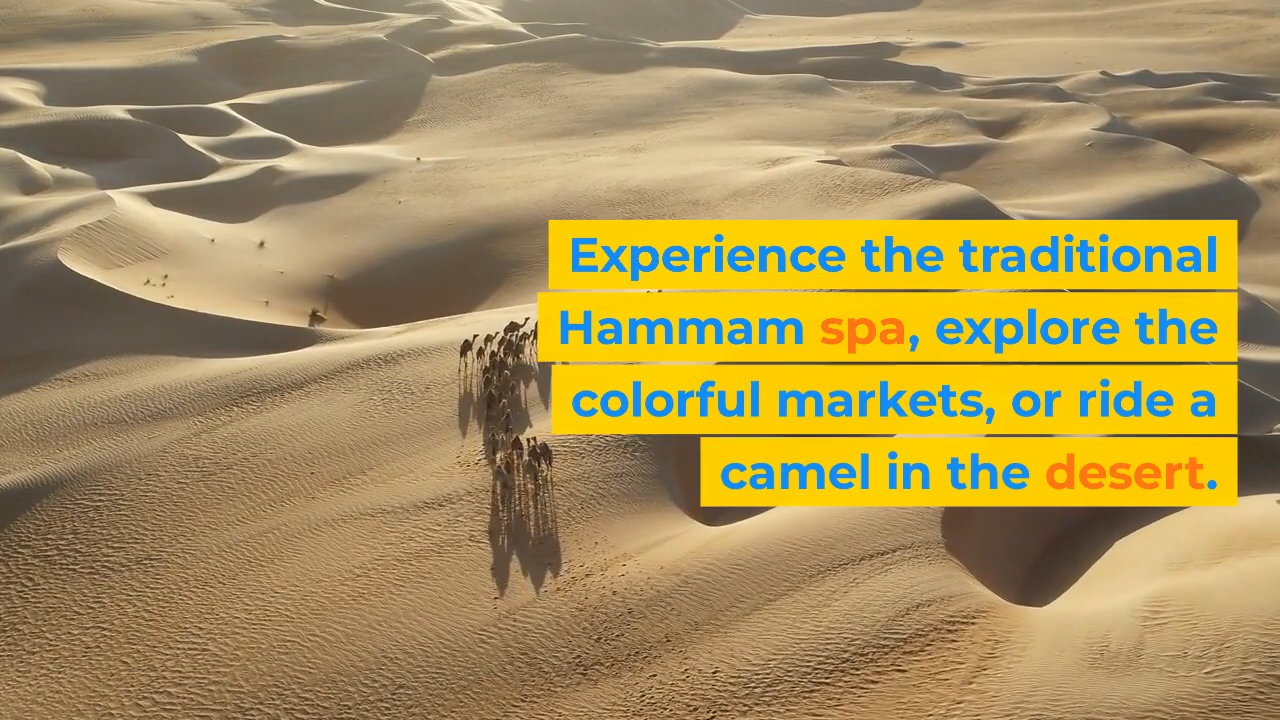 Experience the traditional
Hammam spa, explore the
colorful markets, or ride a
camel in the desert.